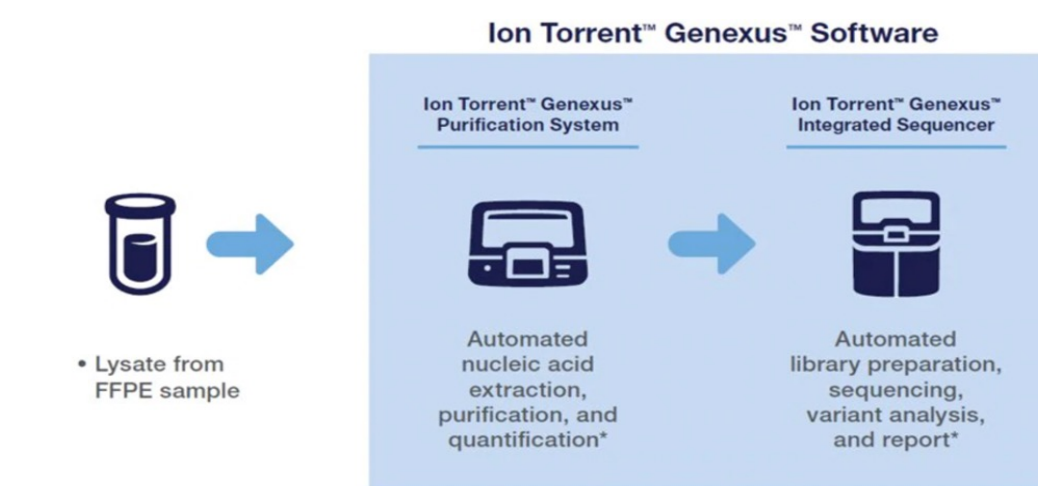 Ion Torrent™ Genexus™ Software
Ion Torrent™ Genexus™
Purification System
Ion Torrent™ Genexus™
Integrated Sequencer
• Lysate from
FFPE sample
Automated
nucleic acid
extraction,
purification, and
quantification*
Automated
library preparation,
sequencing,
variant analysis,
and report*